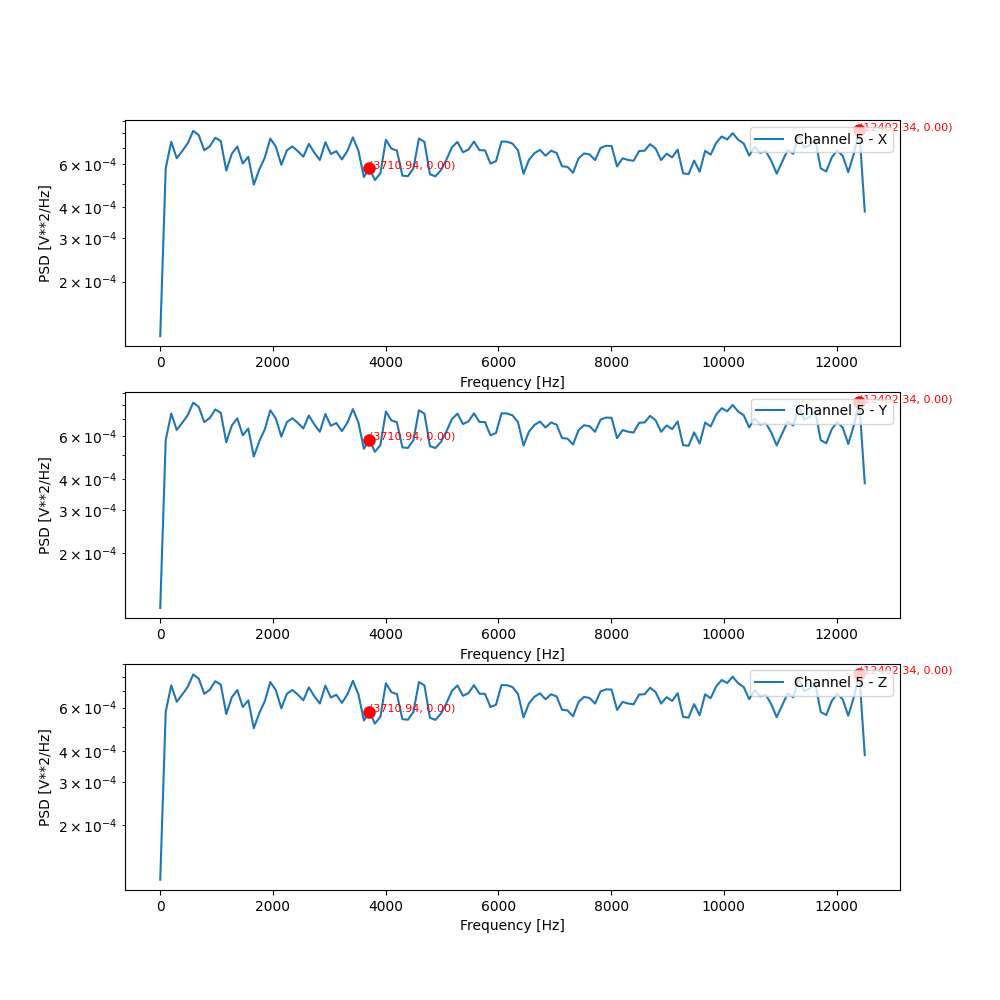 (12402.34, 0.00)
Channel 5 - X
(3710.94, 0.00)
6 × 10⁻⁴
4 × 10⁻⁴
3 × 10⁻⁴
2 × 10⁻⁴
PSD [V**2/Hz]
0 2000 4000 6000 8000 10000 12000
Frequency [Hz]
(12402.34, 0.00)
Channel 5 - Y
(3710.94, 0.00)
6 × 10⁻⁴
4 × 10⁻⁴
3 × 10⁻⁴
2 × 10⁻⁴
PSD [V**2/Hz]
0 2000 4000 6000 8000 10000 12000
Frequency [Hz]
(12402.34, 0.00)
Channel 5 - Z
(3710.94, 0.00)
6 × 10⁻⁴
4 × 10⁻⁴
3 × 10⁻⁴
2 × 10⁻⁴
PSD [V**2/Hz]
0 2000 4000 6000 8000 10000 12000
Frequency [Hz]